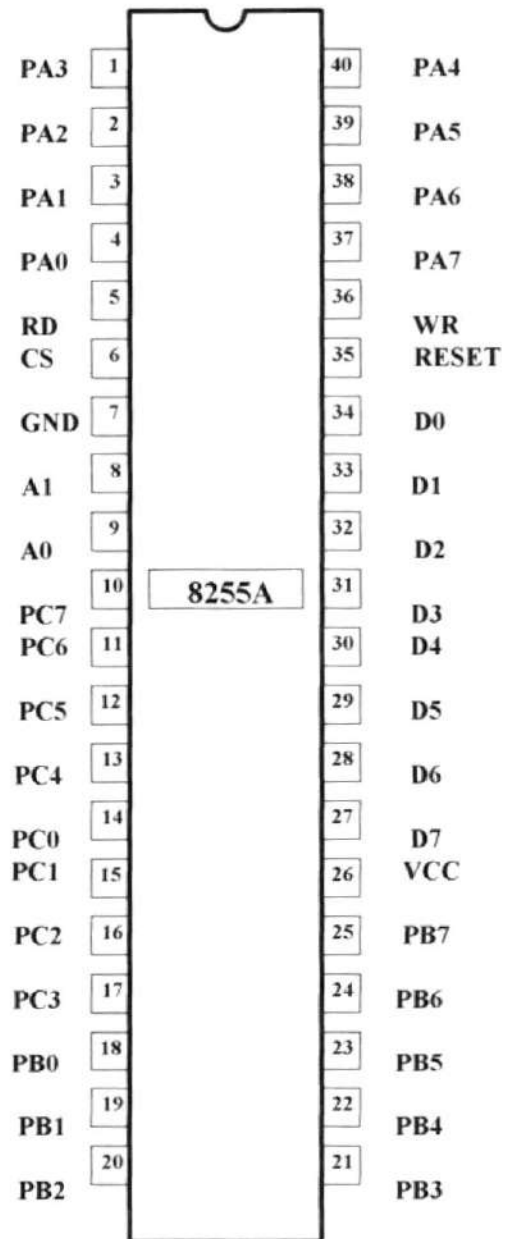 PA3 1 40 PA4
PA2 2 39 PA5
PA1 3 38 PA6
PA0 4 37 PA7
RD 5 36 WR
CS 6 35 RESET
GND 7 34 D0
A1 8 33 D1
A0 9 32 D2
PC7 10 8255A 31 D3
PC6 11 30 D4
PC5 12 29 D5
PC4 13 28 D6
PC0 14 27 D7
PC1 15 26 VCC
PC2 16 25 PB7
PC3 17 24 PB6
PB0 18 23 PB5
PB1 19 22 PB4
PB2 20 21 PB3